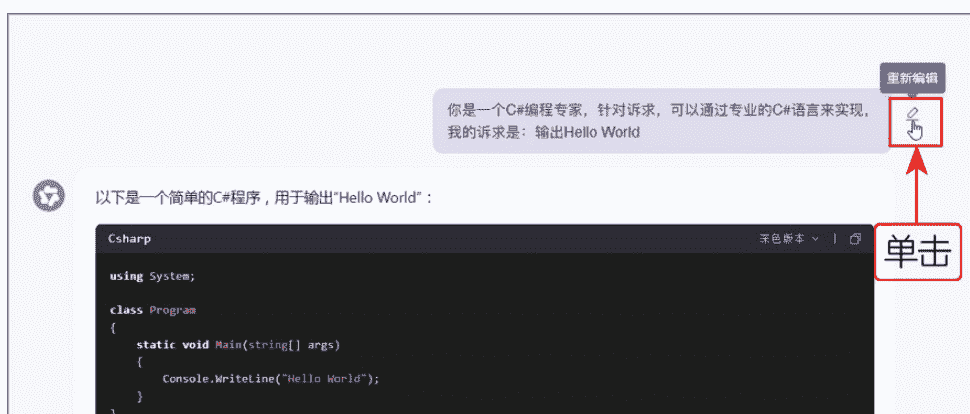 重新编辑
你是一个C#编程专家，针对诉求，可以通过专业的C#语言来实现，
我的诉求是：输出Hello World
单击
以下是一个简单的C#程序，用于输出"Hello World"：
Csharp 深色版本
using System;
class Program
{
static void Main(string[] args)
{
Console.WriteLine("Hello World");
}
}